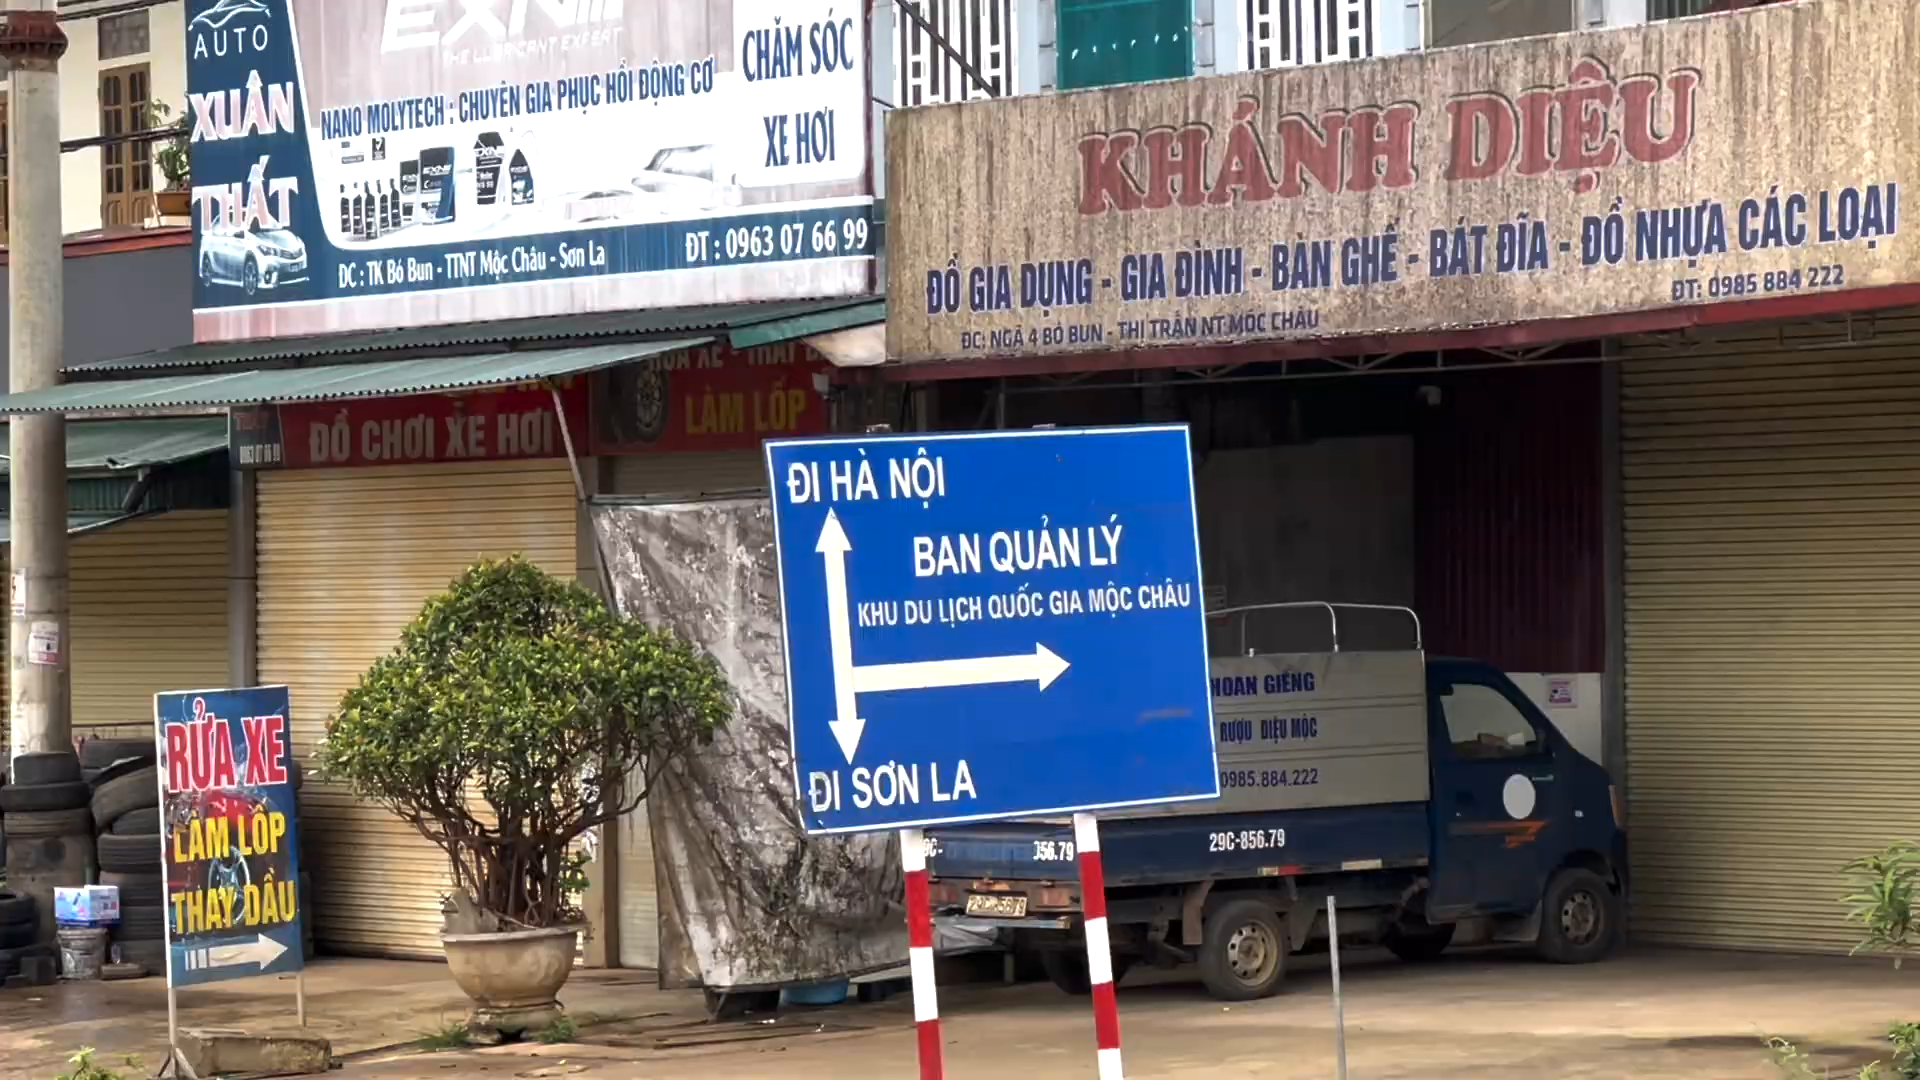 AUTO
XUÂN
THẤT
EXN
THE LUBRICANT EXPERT
NANO MOLYTECH : CHUYÊN GIA PHỤC HỒI ĐỘNG CƠ
CHĂM SÓC
XE HƠI
ĐC : TK Bó Bun - TTNT Mộc Châu - Sơn La
ĐT : 0963 07 66 99
KHÁNH DIỆU
ĐỒ GIA DỤNG - GIA ĐÌNH - BÀN GHẾ - BÁT ĐĨA - ĐỒ NHỰA CÁC LOẠI
ĐT: 0985 884 222
ĐC: NGÃ 4 BÓ BUN - THỊ TRẤN NT MỘC CHÂU
ĐỒ CHƠI XE HƠI
LÀM LỐP
ĐI HÀ NỘI
BAN QUẢN LÝ
KHU DU LỊCH QUỐC GIA MỘC CHÂU
ĐI SƠN LA
RỬA XE
LÀM LỐP
THAY DẦU
HOAN GIẾNG
RƯỢU DIỆU MỘC
0985.884.222
29C-856.79